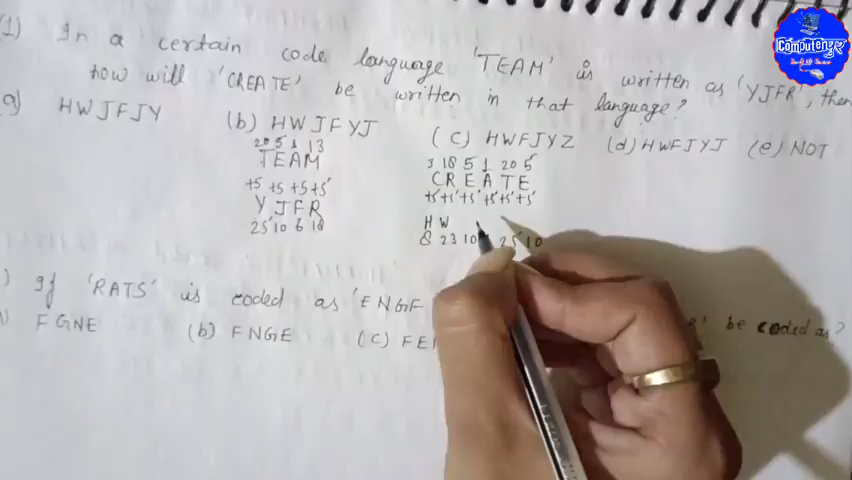 (1) In a certain code language 'TEAM' is written as 'YJFR', then
how will 'CREATE' be written in that language?
a) HWJFJY (b) HWJFYJ (c) HWFJYZ (d) HWFJYJ (e) NOT
20 5 1 13 3 18 5 1 20 5
TEAM CREATE
+5 +5 +5 +5 +5 +5 +5 +5 +5 +5
YJFR H W
25 10 6 18 8 23 10 25 10
) If 'RATS' is coded as 'ENGF be coded as?
) FGNE (b) FNGE (c)
Computengr